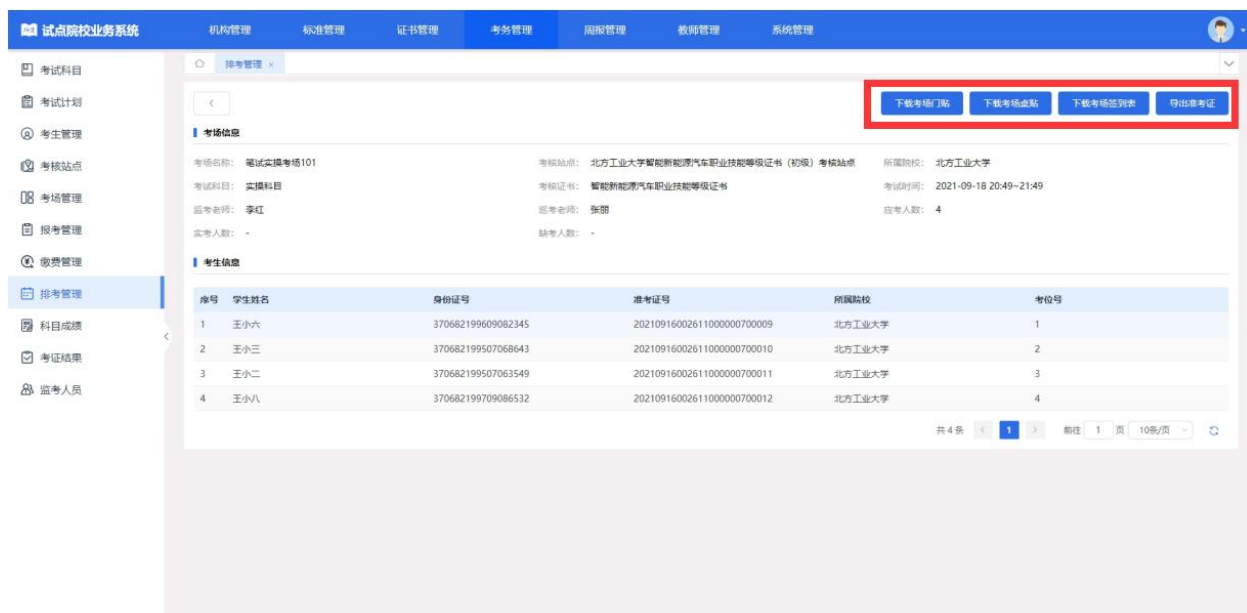 试点院校业务系统 机构管理 标准管理 证书管理 考务管理 周报管理 教师管理 系统管理
考试科目
考试计划
考生管理
考核站点
考场管理
报考管理
缴费管理
排考管理
科目成绩
考证结果
监考人员
排考管理 ×
下载考场门贴 下载考场桌贴 下载考场签到表 导出准考证
考场信息
考场名称: 笔试实操考场101 考核站点: 北方工业大学智能新能源汽车职业技能等级证书（初级）考核站点 所属院校: 北方工业大学
考试科目: 实操科目 考核证书: 智能新能源汽车职业技能等级证书 考试时间: 2021-09-18 20:49~21:49
监考老师: 李红 巡考老师: 张丽 应考人数: 4
实考人数: - 缺考人数: -
考生信息
序号 学生姓名 身份证号 准考证号 所属院校 考位号
1 王小六 370682199609082345 20210916002611000000700009 北方工业大学 1
2 王小三 370682199507068643 20210916002611000000700010 北方工业大学 2
3 王小二 370682199507063549 20210916002611000000700011 北方工业大学 3
4 王小八 370682199709086532 20210916002611000000700012 北方工业大学 4
共 4 条 < 1 > 前往 1 页 10条/页